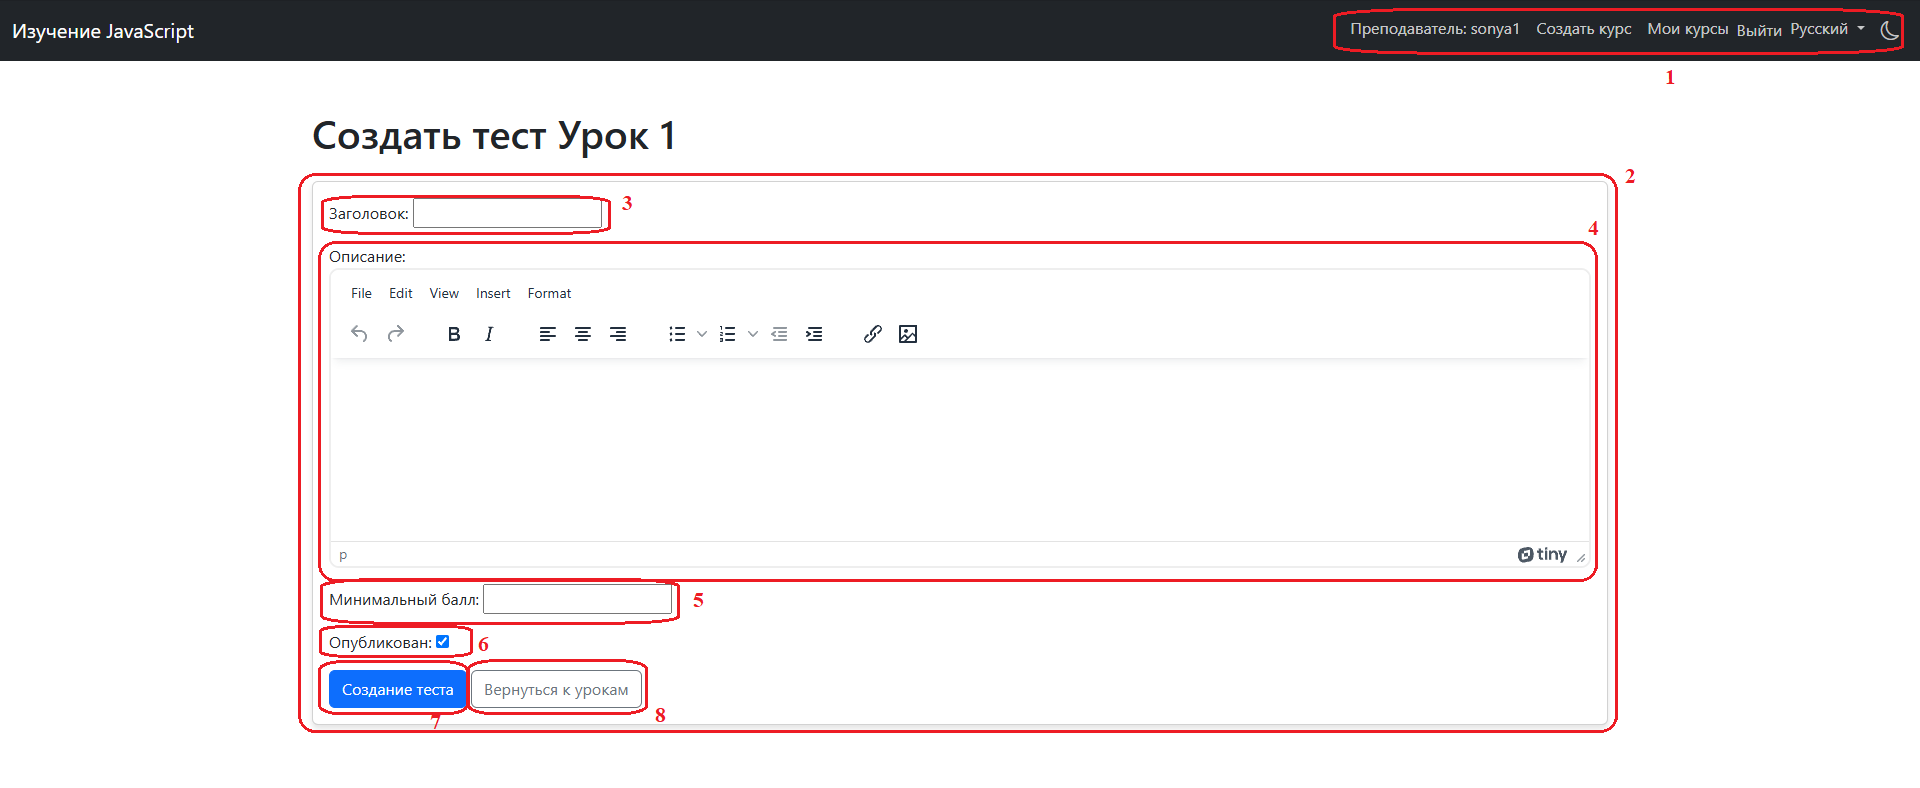 Изучение JavaScript
Преподаватель: sonya1 Создать курс Мои курсы Выйти Русский
1
Создать тест Урок 1
2
Заголовок:
3
4
Описание:
File Edit View Insert Format
B I
p
tiny
Минимальный балл:
5
Опубликован:
6
Создание теста
Вернуться к урокам
7
8